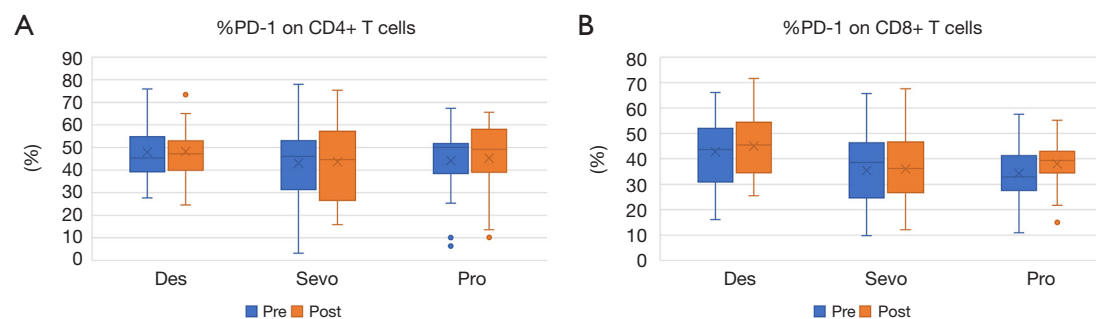 A
%PD-1 on CD4+ T cells
(%)
90
80
70
60
50
40
30
20
10
0
Des Sevo Pro
Pre Post
B
%PD-1 on CD8+ T cells
(%)
80
70
60
50
40
30
20
10
0
Des Sevo Pro
Pre Post